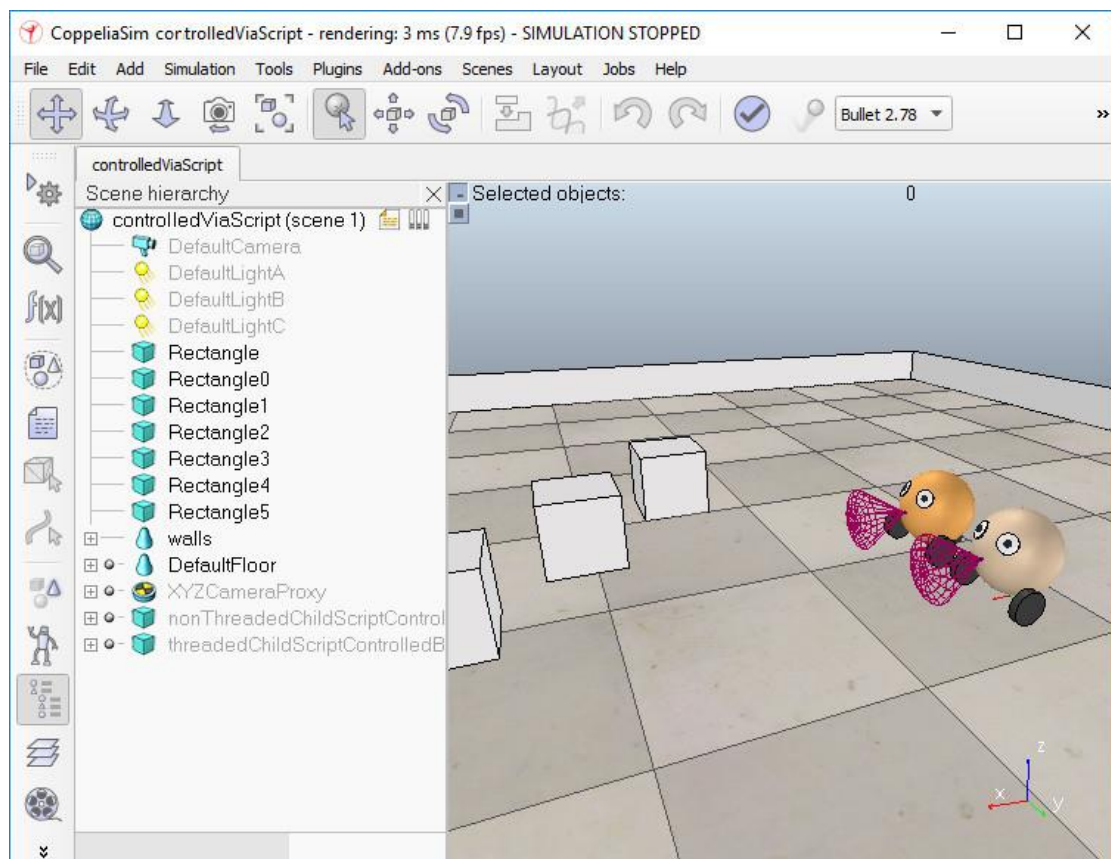 CoppeliaSim controlledViaScript - rendering: 3 ms (7.9 fps) - SIMULATION STOPPED
File Edit Add Simulation Tools Plugins Add-ons Scenes Layout Jobs Help
Bullet 2.78
»
controlledViaScript
Scene hierarchy
Selected objects: 0
controlledViaScript (scene 1)
DefaultCamera
DefaultLightA
DefaultLightB
DefaultLightC
f(x)
Rectangle
Rectangle0
Rectangle1
Rectangle2
Rectangle3
Rectangle4
Rectangle5
walls
DefaultFloor
XYZCameraProxy
nonThreadedChildScriptControl
threadedChildScriptControlledB
z
x
y